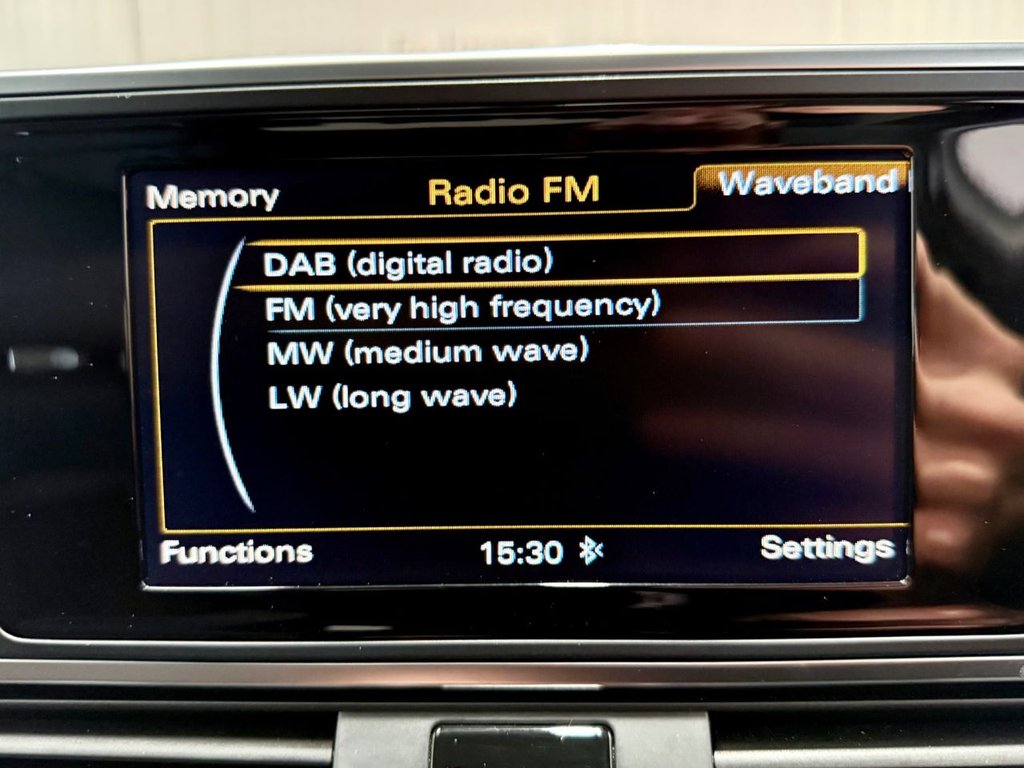 Memory Radio FM Waveband
DAB (digital radio)
FM (very high frequency)
MW (medium wave)
LW (long wave)
Functions 15:30 Settings